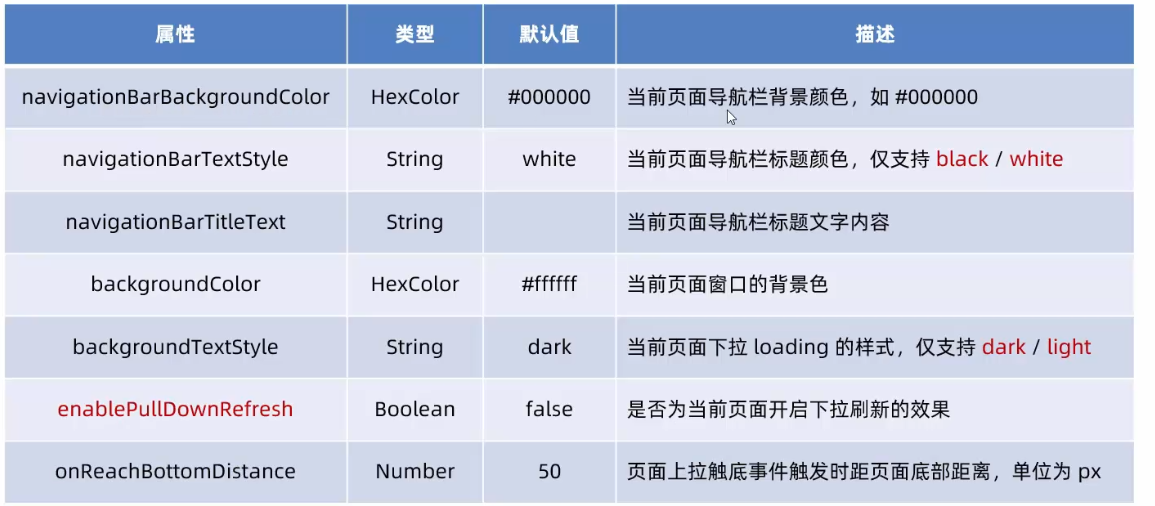 属性 类型 默认值 描述
navigationBarBackgroundColor HexColor #000000 当前页面导航栏背景颜色，如 #000000
navigationBarTextStyle String white 当前页面导航栏标题颜色，仅支持 black / white
navigationBarTitleText String 当前页面导航栏标题文字内容
backgroundColor HexColor #ffffff 当前页面窗口的背景色
backgroundTextStyle String dark 当前页面下拉 loading 的样式，仅支持 dark / light
enablePullDownRefresh Boolean false 是否为当前页面开启下拉刷新的效果
onReachBottomDistance Number 50 页面上拉触底事件触发时距页面底部距离，单位为 px